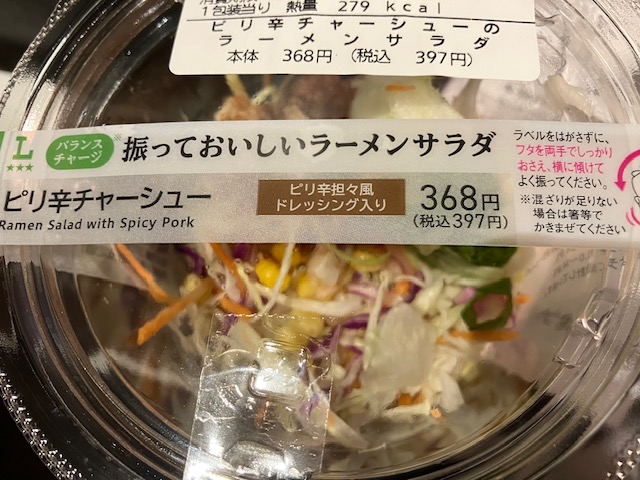 1包装当り 熱量 279 kcal
ピリ辛チャーシューの
ラーメンサラダ
本体 368円 (税込 397円)
L
バランス
チャージ
※
振っておいしいラーメンサラダ
ピリ辛チャーシュー
Ramen Salad with Spicy Pork
ピリ辛担々風
ドレッシング入り
368円
(税込397円)
ラベルをはがさずに、
フタを両手でしっかり
おさえ、横に傾けて
よく振ってください。
※混ざりが足りない
場合は箸等で
かきまぜてください